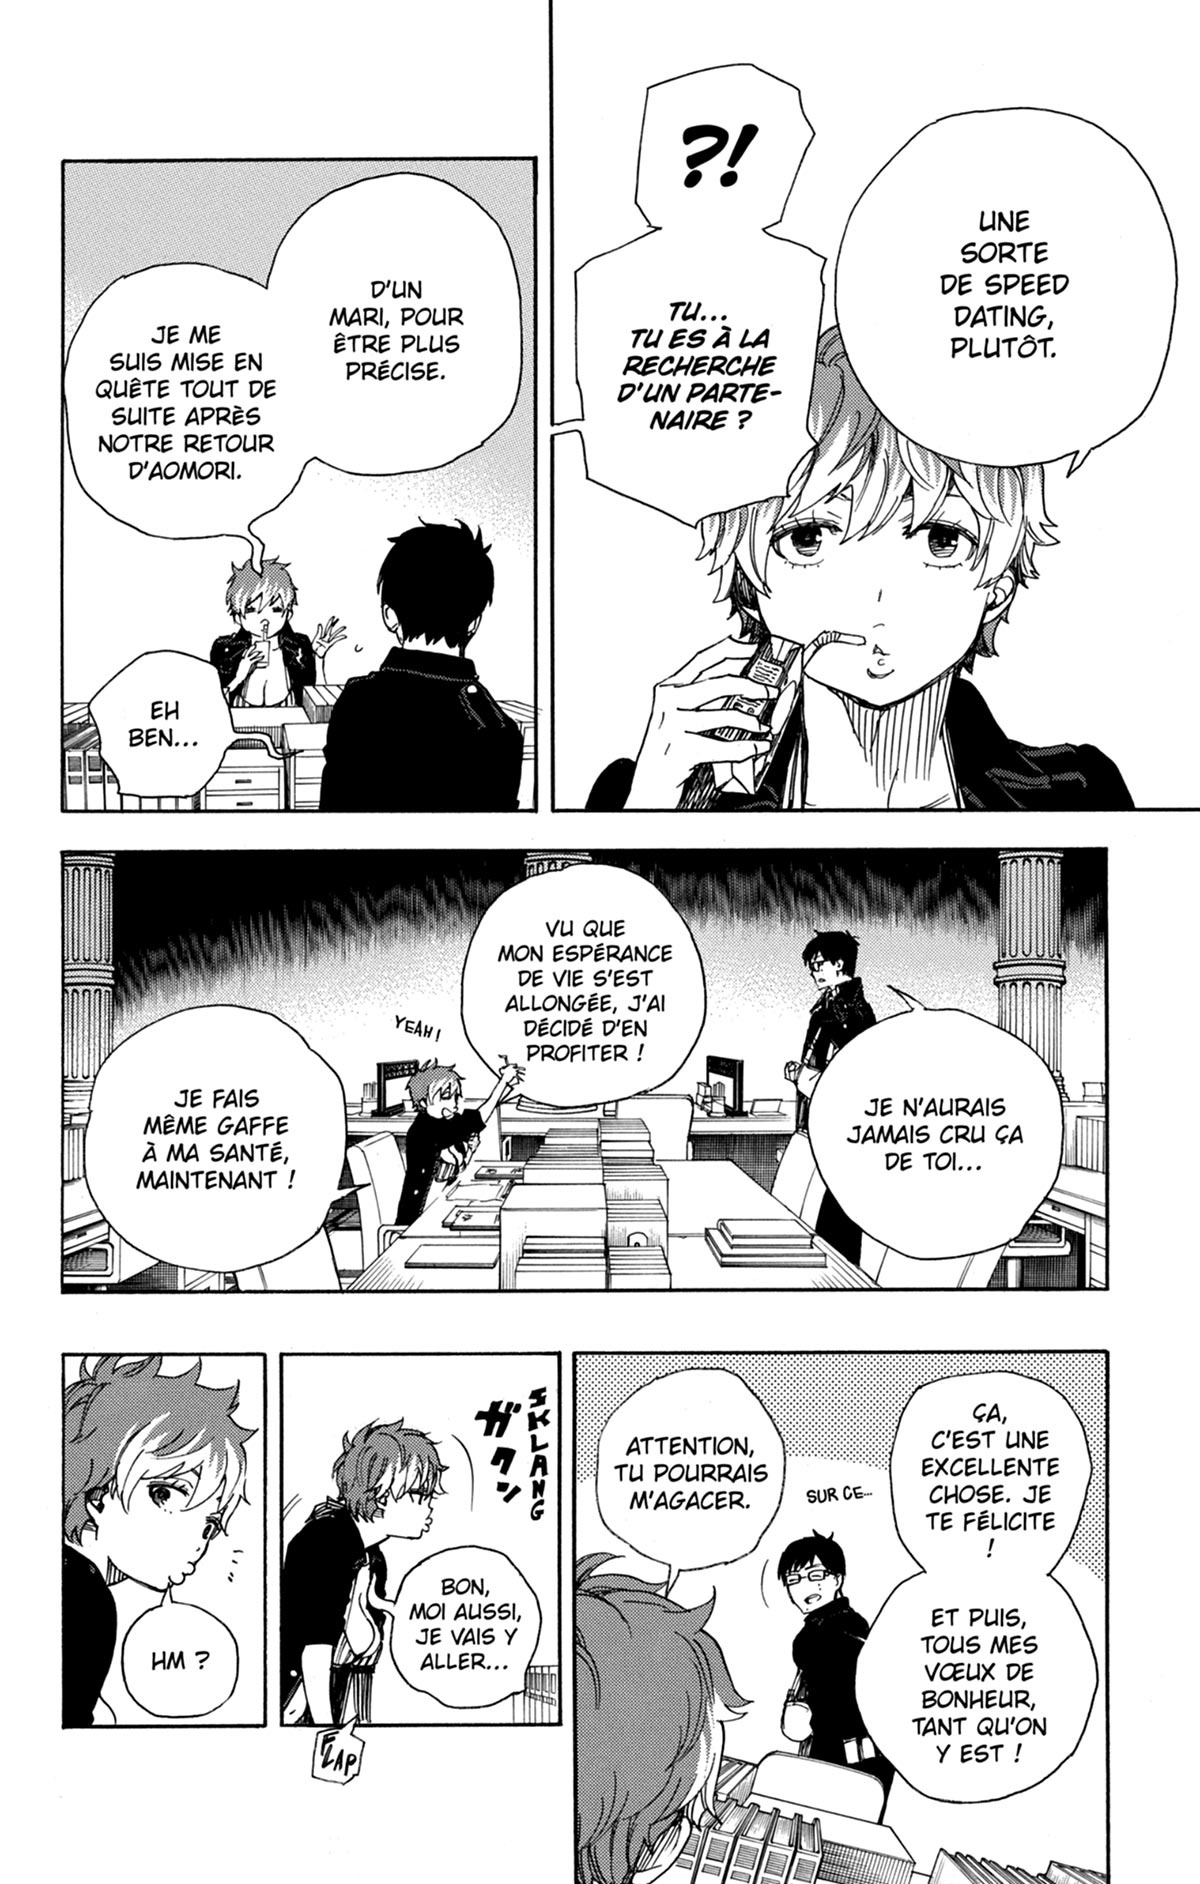 UNE
SORTE
DE SPEED
DATING,
PLUTÔT.
?!
TU...
TU ES À LA
RECHERCHE
D'UN PARTE-
NAIRE ?
D'UN
MARI, POUR
ÊTRE PLUS
PRÉCISE.
JE ME
SUIS MISE EN
QUÊTE TOUT DE
SUITE APRÈS
NOTRE RETOUR
D'AOMORI.
EH
BEN...
VU QUE
MON ESPÉRANCE
DE VIE S'EST
ALLONGÉE, J'AI
DÉCIDÉ D'EN
PROFITER !
YEAH !
JE FAIS
MÊME GAFFE
À MA SANTÉ,
MAINTENANT !
JE N'AURAIS
JAMAIS CRU ÇA
DE TOI...
ÇA,
C'EST UNE
EXCELLENTE
CHOSE. JE
TE FÉLICITE
!
ET PUIS,
TOUS MES
VŒUX DE
BONHEUR,
TANT QU'ON
Y EST !
SUR CE...
ATTENTION,
TU POURRAIS
M'AGACER.
IKLANG
ガクン
BON,
MOI AUSSI,
JE VAIS Y
ALLER...
FLAP
HM ?